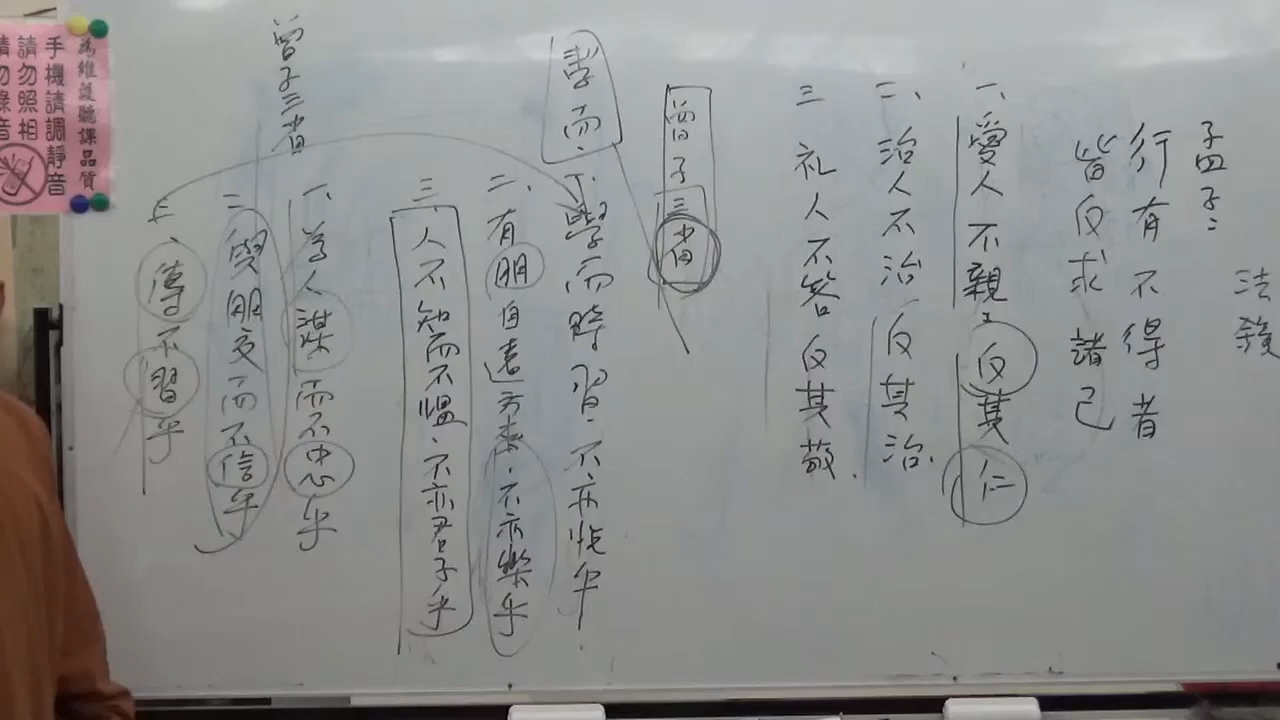 法
孟子:
行有不得者
皆反求諸己
一、愛人不親、反其仁
二、治人不治 反其治.
三 礼人不答 反其敬.
曾子三省
學而.
一、學而時習、不亦悦乎.
二、有朋自遠方來.不亦樂乎
三、人不知而不慍、不亦君子乎
曾子三省
一、為人謀而不忠乎
二 與朋友而不信乎
三、傳不習乎
為維護聽課品質
手機請調靜音
請勿照相
請勿錄音